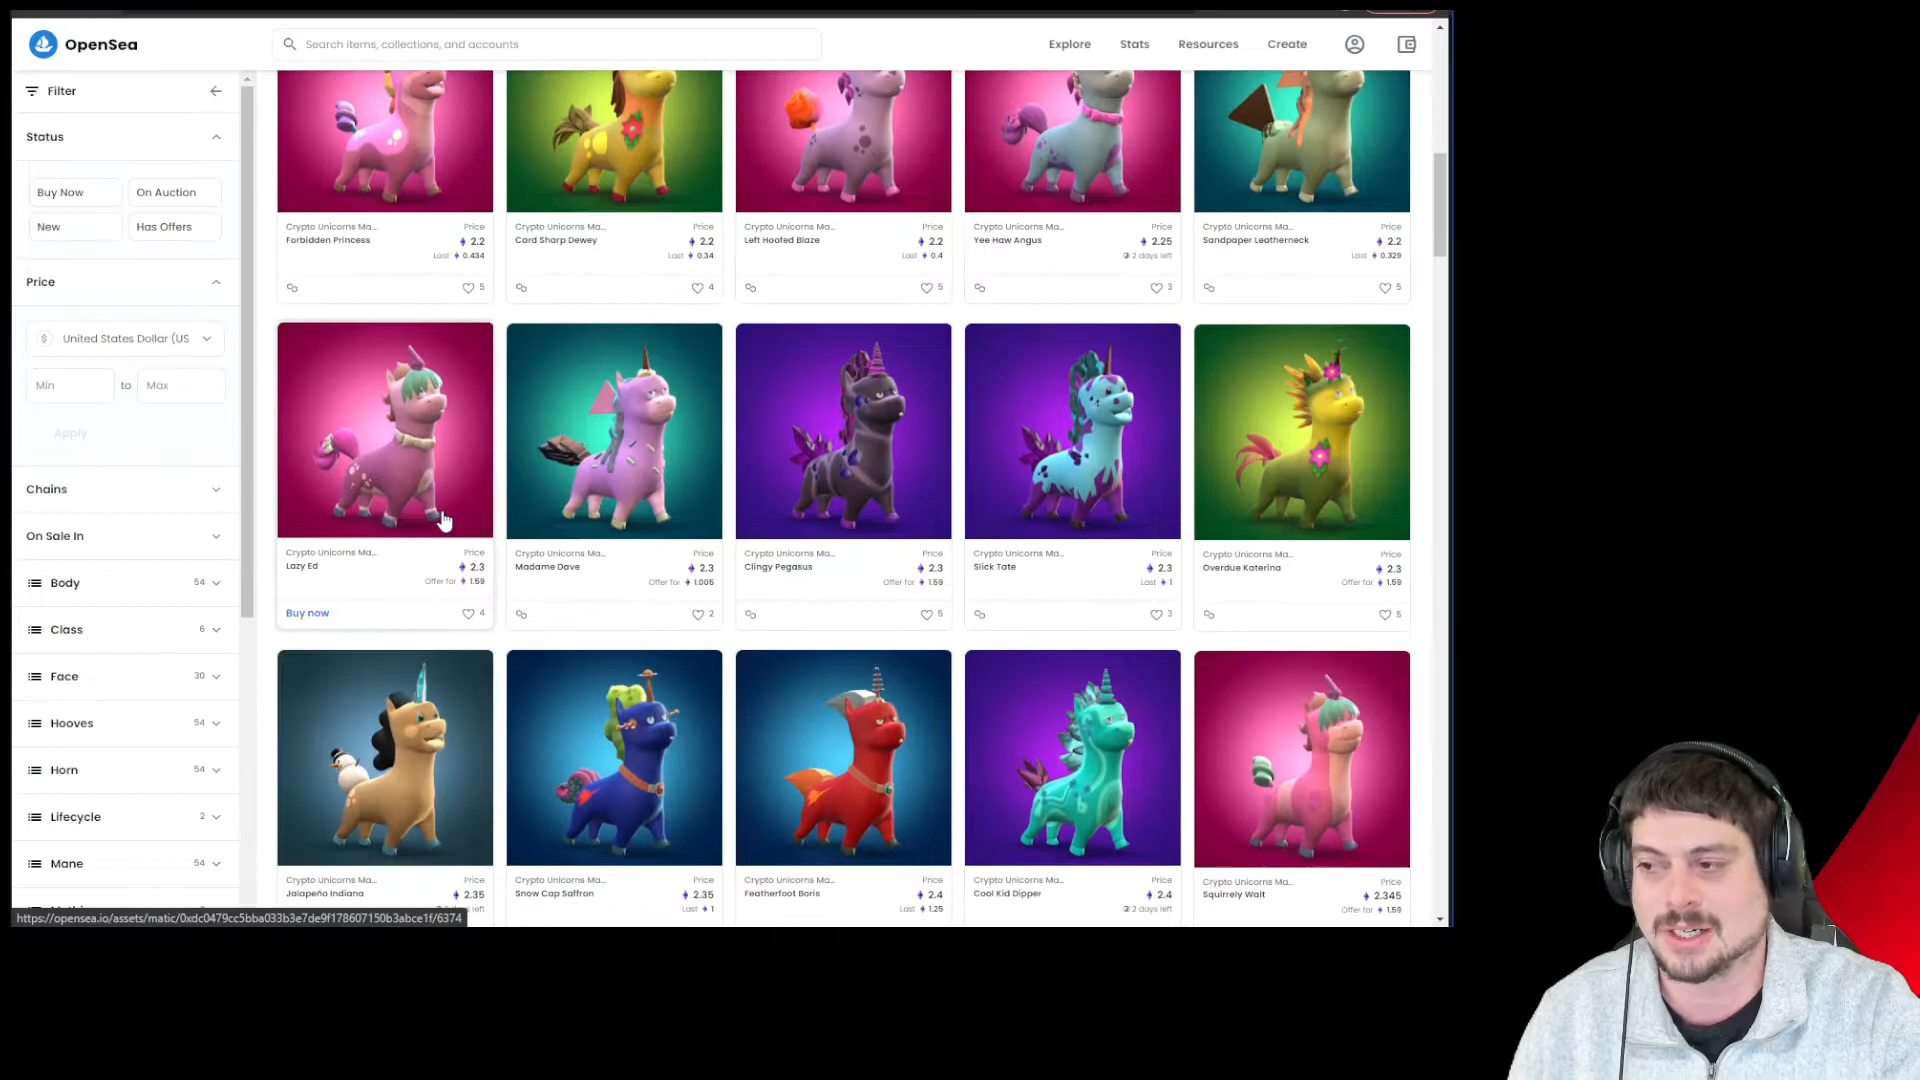 OpenSea
Search items, collections, and accounts
Explore
Stats
Resources
Create
Filter
Status
Buy Now
On Auction
New
Has Offers
Price
$ United States Dollar (US
Min
to
Max
Apply
Chains
On Sale In
Body 54
Class 6
Face 30
Hooves 54
Horn 54
Lifecycle 2
Mane 54
Crypto Unicorns Ma... Price
Forbidden Princess 2.2
Last 0.434
5
Crypto Unicorns Ma... Price
Card Sharp Dewey 2.2
Last 0.34
4
Crypto Unicorns Ma... Price
Left Hoofed Blaze 2.2
Last 0.4
5
Crypto Unicorns Ma... Price
Yee Haw Angus 2.25
2 days left
3
Crypto Unicorns Ma... Price
Sandpaper Leatherneck 2.2
Last 0.329
5
Crypto Unicorns Ma... Price
Lazy Ed 2.3
Offer for 1.59
Buy now 4
Crypto Unicorns Ma... Price
Madame Dave 2.3
Offer for 1.005
2
Crypto Unicorns Ma... Price
Clingy Pegasus 2.3
Offer for 1.59
5
Crypto Unicorns Ma... Price
Slick Tate 2.3
Last 1
3
Crypto Unicorns Ma... Price
Overdue Katerina 2.3
Offer for 1.59
5
Crypto Unicorns Ma... Price
Jalapeño Indiana 2.35
left
Crypto Unicorns Ma... Price
Snow Cap Saffron 2.35
Last 1
Crypto Unicorns Ma... Price
Featherfoot Boris 2.4
Last 1.25
Crypto Unicorns Ma... Price
Cool Kid Dipper 2.4
2 days left
Crypto Unicorns Ma... Price
Squirrely Walt 2.345
Offer for 1.59
https://opensea.io/assets/matic/0xdc0479cc5bba033b3e7de9f178607150b3abce1f/6374